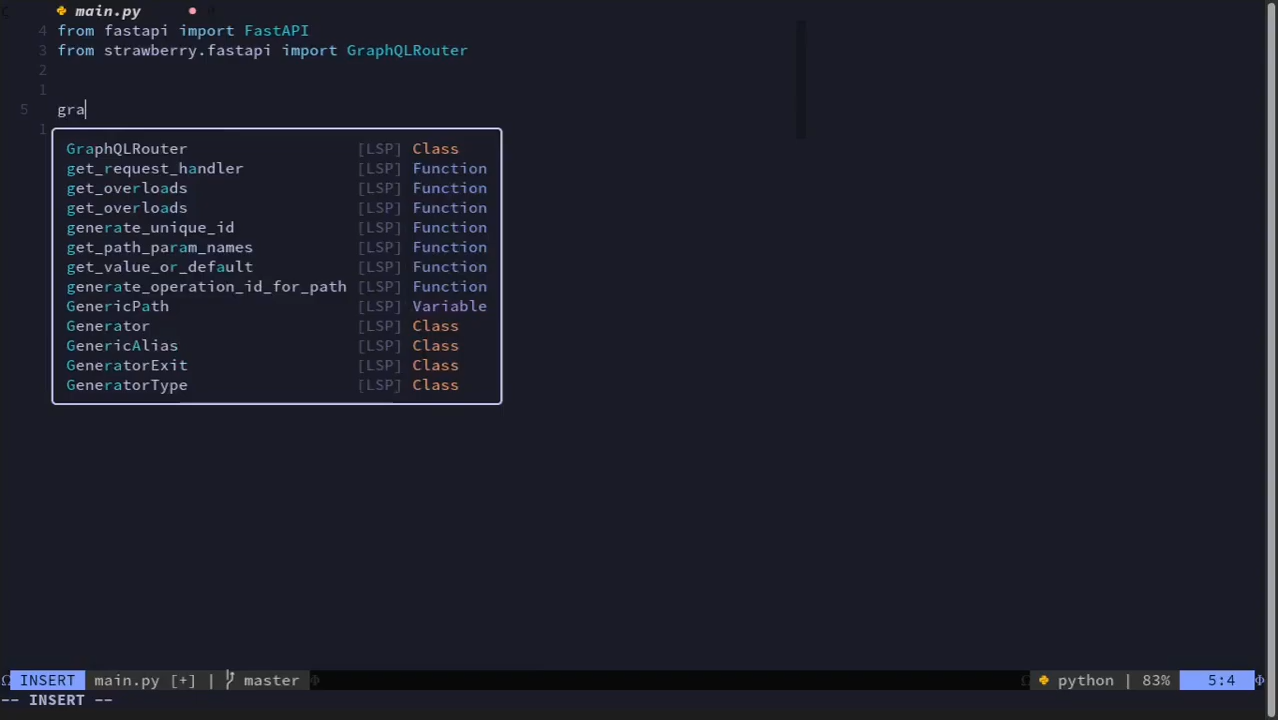 main.py
4 from fastapi import FastAPI
3 from strawberry.fastapi import GraphQLRouter
2
1
5 gra
1
GraphQLRouter [LSP] Class
get_request_handler [LSP] Function
get_overloads [LSP] Function
get_overloads [LSP] Function
generate_unique_id [LSP] Function
get_path_param_names [LSP] Function
get_value_or_default [LSP] Function
generate_operation_id_for_path [LSP] Function
GenericPath [LSP] Variable
Generator [LSP] Class
GenericAlias [LSP] Class
GeneratorExit [LSP] Class
GeneratorType [LSP] Class
INSERT main.py [+] | master python | 83% 5:4
-- INSERT --